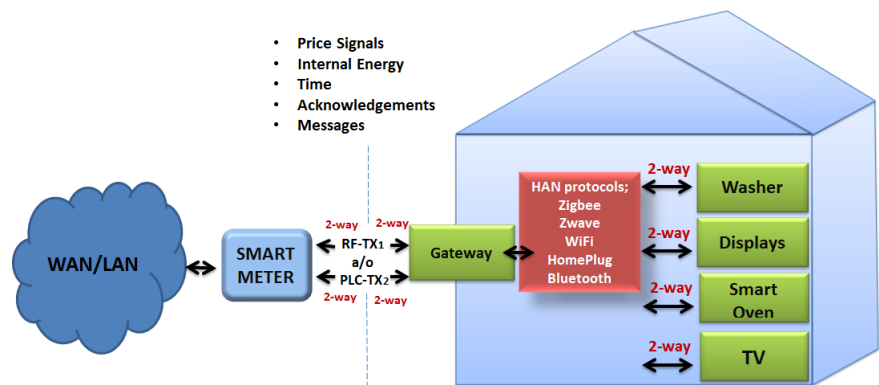 • Price Signals
• Internal Energy
• Time
• Acknowledgements
• Messages
WAN/LAN
SMART
METER
2-way
2-way
RF-TX1
a/o
PLC-TX2
2-way
2-way
Gateway
HAN protocols;
Zigbee
Zwave
WiFi
HomePlug
Bluetooth
2-way
Washer
2-way
Displays
2-way
Smart
Oven
2-way
TV